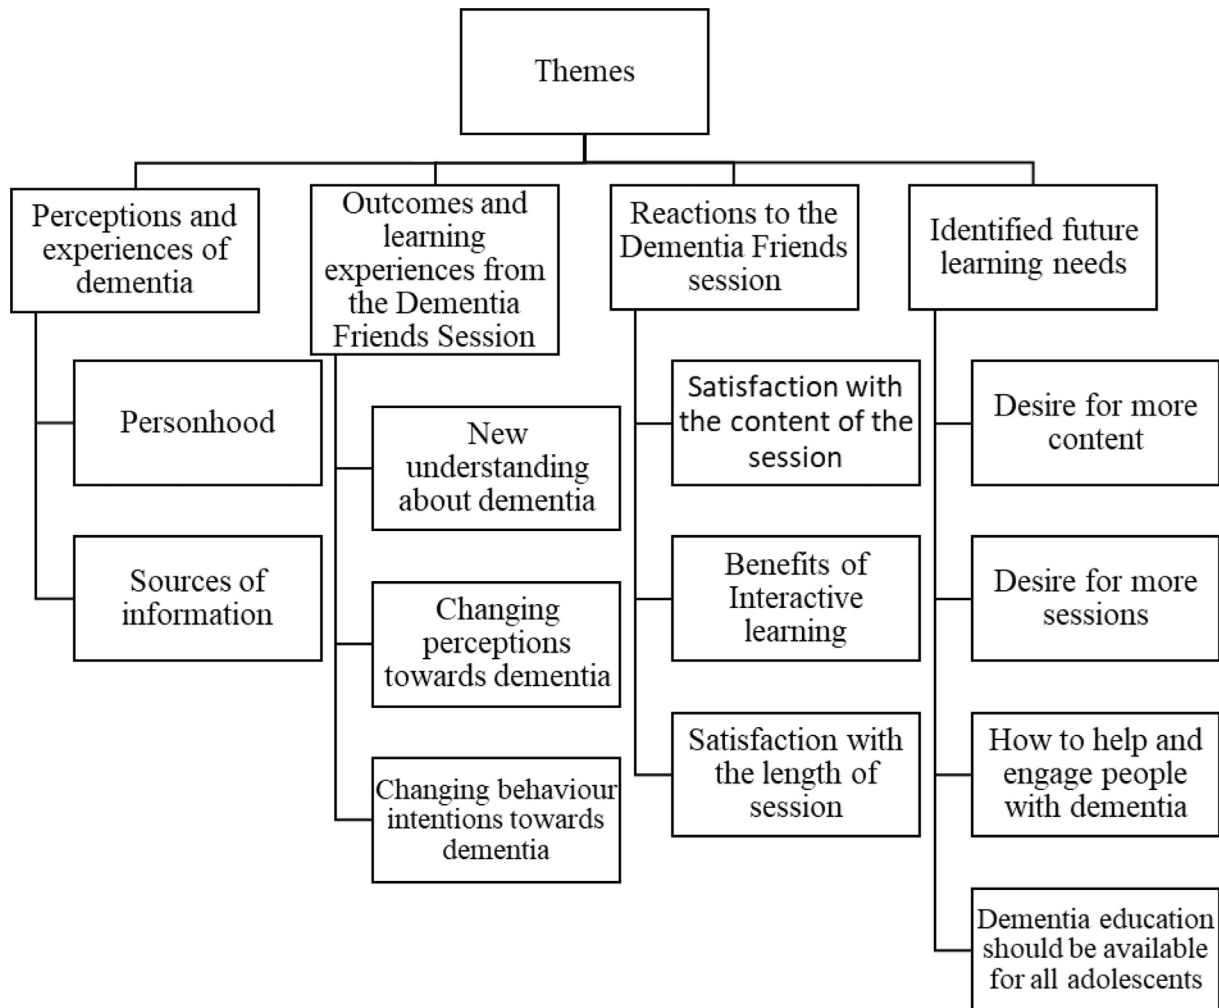 Themes
Perceptions and
experiences of
dementia
Personhood
Sources of
information
Outcomes and
learning
experiences from
the Dementia
Friends Session
New
understanding
about dementia
Changing
perceptions
towards dementia
Changing behaviour
intentions towards
dementia
Reactions to the
Dementia Friends
session
Satisfaction with
the content of the
session
Benefits of
Interactive
learning
Satisfaction with
the length of
session
Identified future
learning needs
Desire for more
content
Desire for more
sessions
How to help and
engage people
with dementia
Dementia education
should be available
for all adolescents